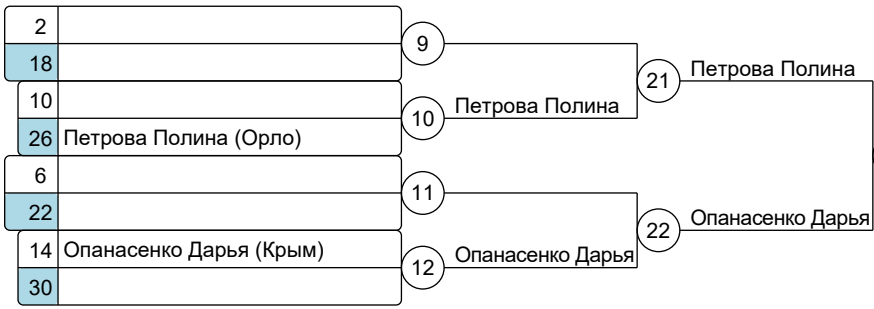 2
9
18
21 Петрова Полина
10
10 Петрова Полина
26 Петрова Полина (Орло)
6
11
22
22 Опанасенко Дарья
14 Опанасенко Дарья (Крым)
12 Опанасенко Дарья
30